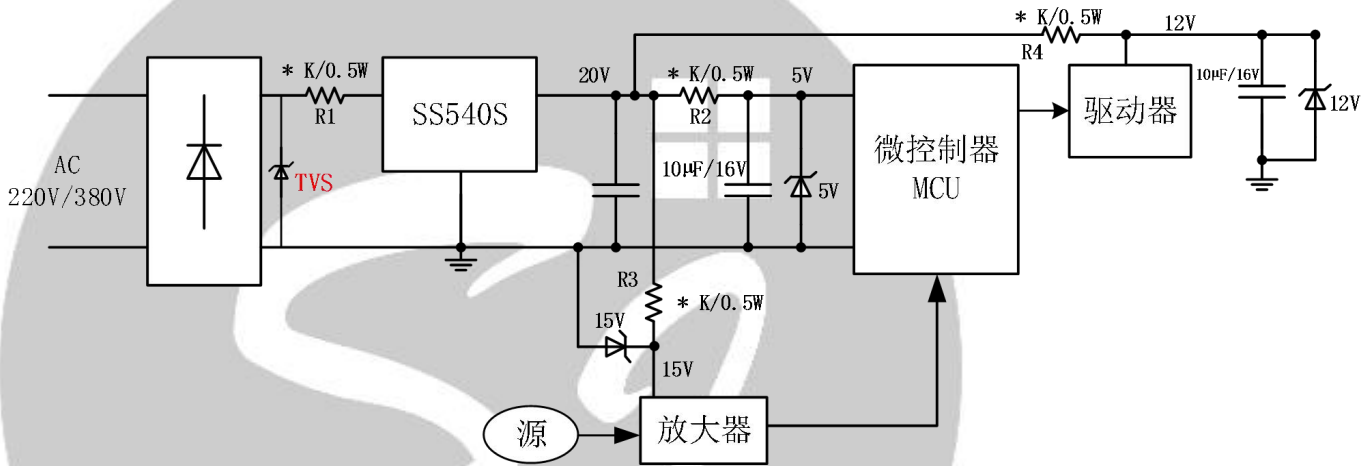 * K/0.5W
R4
12V
10μF/16V
12V
驱动器
* K/0.5W
R1
SS540S
20V
* K/0.5W
R2
5V
AC
220V/380V
TVS
10μF/16V
5V
微控制器
MCU
R3
* K/0.5W
15V
15V
源
放大器